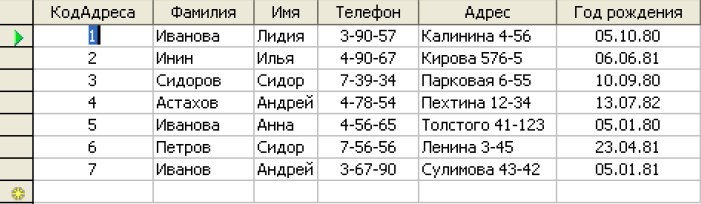 КодАдреса Фамилия Имя Телефон Адрес Год рождения
1 Иванова Лидия 3-90-57 Калинина 4-56 05.10.80
2 Инин Илья 4-90-67 Кирова 576-5 06.06.81
3 Сидоров Сидор 7-39-34 Парковая 6-55 10.09.80
4 Астахов Андрей 4-78-54 Пехтина 12-34 13.07.82
5 Иванова Анна 4-56-65 Толстого 41-123 05.01.80
6 Петров Сидор 7-56-56 Ленина 3-45 23.04.81
7 Иванов Андрей 3-67-90 Сулимова 43-42 05.01.81